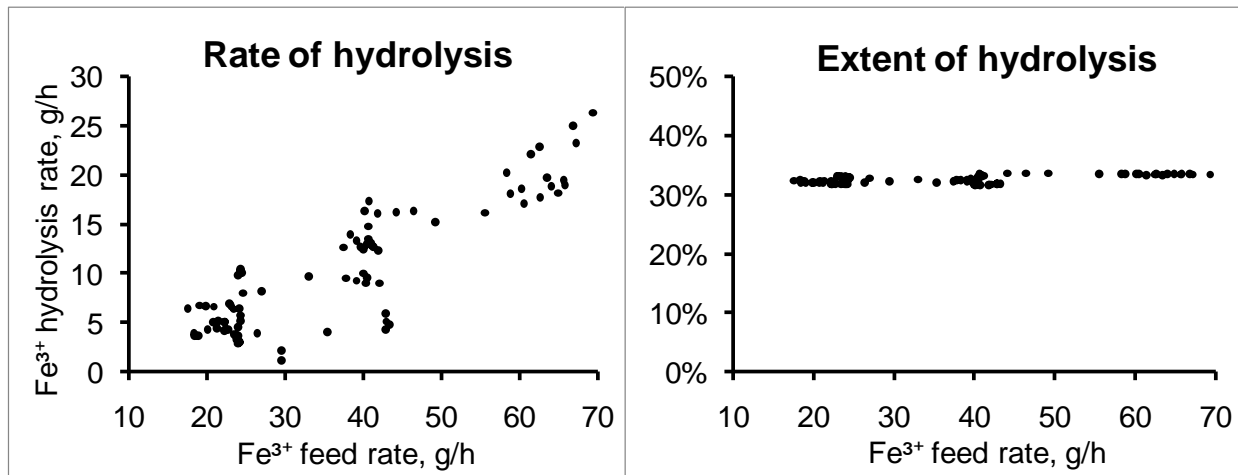 Rate of hydrolysis
Fe³⁺ hydrolysis rate, g/h
30
25
20
15
10
5
0
10 20 30 40 50 60 70
Fe³⁺ feed rate, g/h
Extent of hydrolysis
50%
40%
30%
20%
10%
0%
10 20 30 40 50 60 70
Fe³⁺ feed rate, g/h